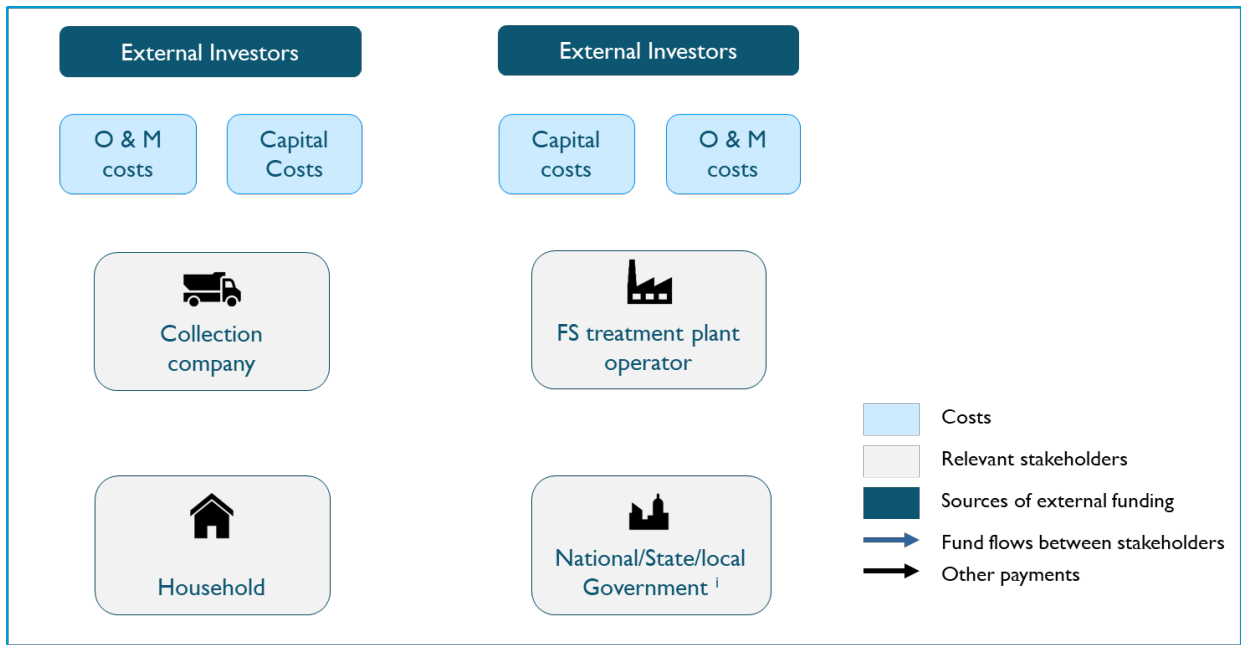 External Investors
External Investors
O & M
costs
Capital
Costs
Capital
costs
O & M
costs
Collection
company
FS treatment plant
operator
Household
National/State/local
Government i
Costs
Relevant stakeholders
Sources of external funding
Fund flows between stakeholders
Other payments